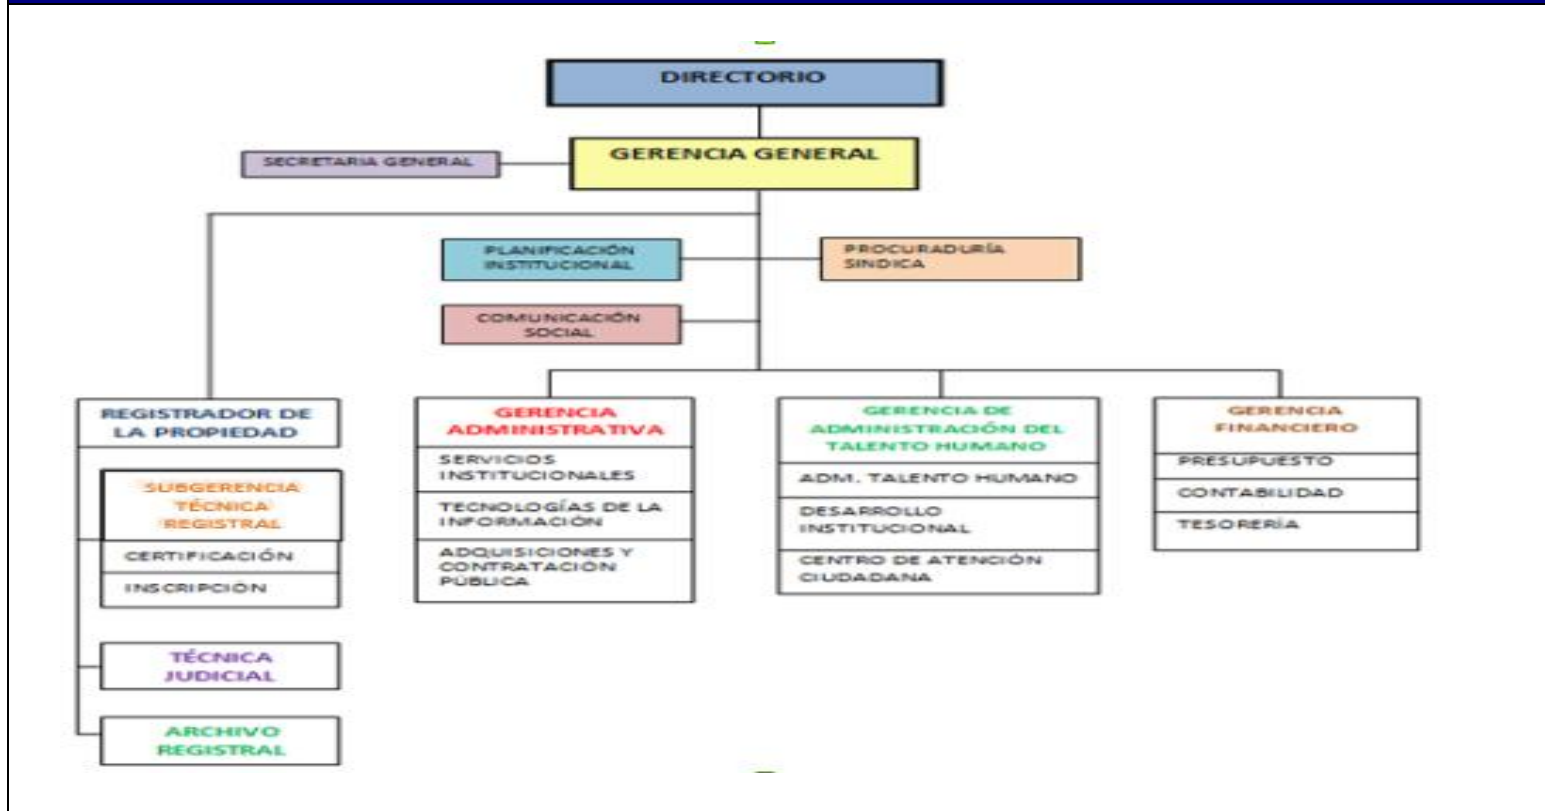 DIRECTORIO
GERENCIA GENERAL
SECRETARIA GENERAL
PLANIFICACIÓN
INSTITUCIONAL
PROCURADURÍA
SINDICA
COMUNICACIÓN
SOCIAL
REGISTRADOR DE
LA PROPIEDAD
SUBGERENCIA
TÉCNICA
REGISTRAL
CERTIFICACIÓN
INSCRIPCIÓN
TÉCNICA
JUDICIAL
ARCHIVO
REGISTRAL
GERENCIA
ADMINISTRATIVA
SERVICIOS
INSTITUCIONALES
TECNOLOGÍAS DE LA
INFORMACIÓN
ADQUISICIONES Y
CONTRATACIÓN
PÚBLICA
GERENCIA DE
ADMINISTRACIÓN DEL
TALENTO HUMANO
ADM. TALENTO HUMANO
DESARROLLO
INSTITUCIONAL
CENTRO DE ATENCIÓN
CIUDADANA
GERENCIA
FINANCIERO
PRESUPUESTO
CONTABILIDAD
TESORERÍA